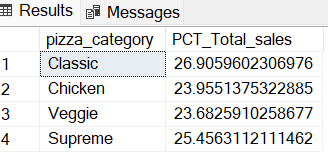 Results Messages
pizza_category PCT_Total_sales
1 Classic 26.9059602306976
2 Chicken 23.9551375322885
3 Veggie 23.6825910258677
4 Supreme 25.4563112111462